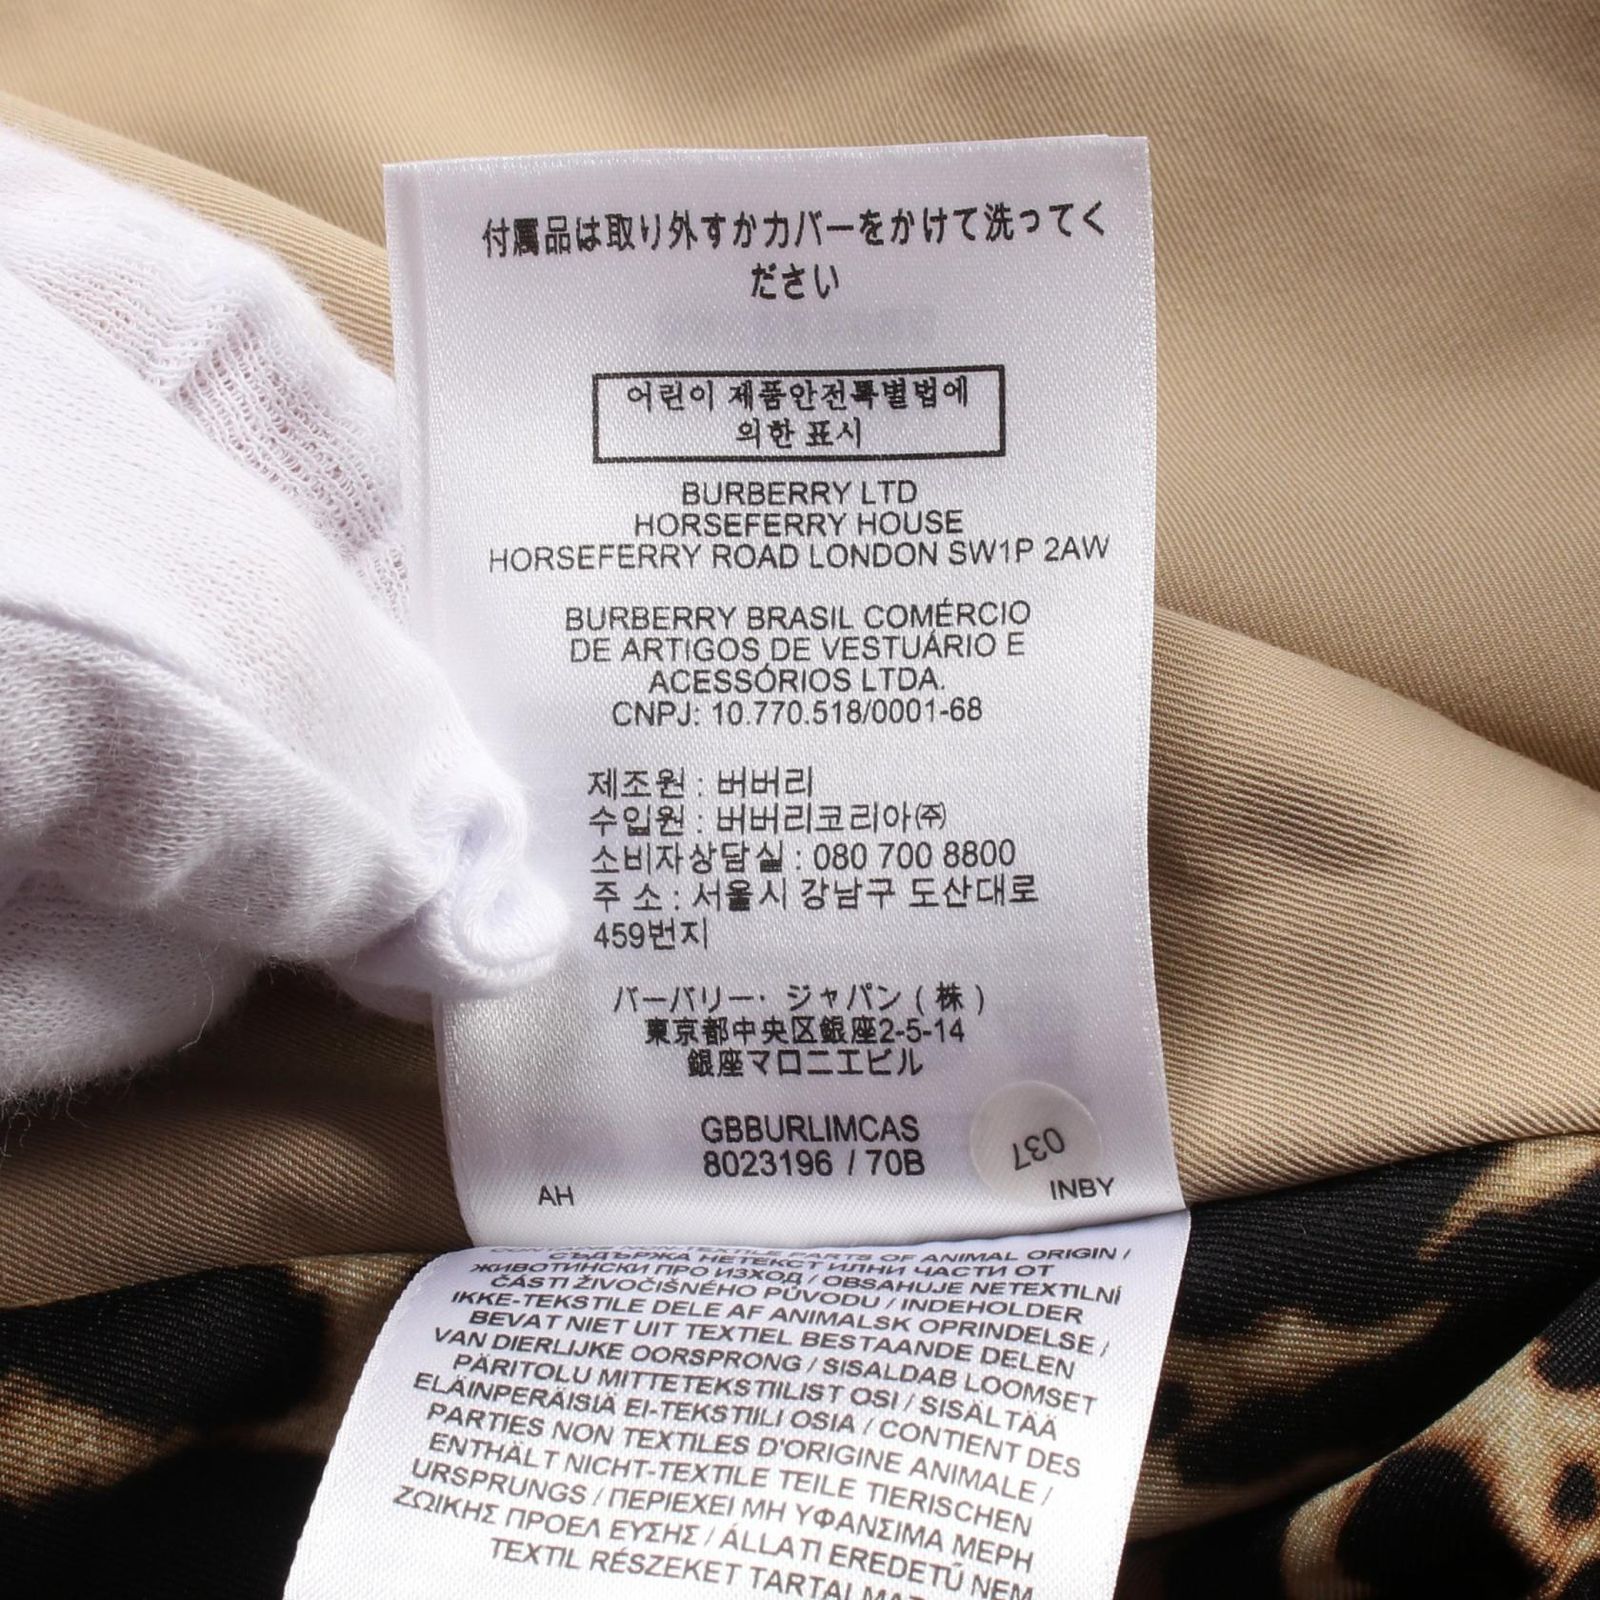 付属品は取り外すかカバーをかけて洗ってく
ださい
어린이 제품안전특별법에
의한 표시
BURBERRY LTD
HORSEFERRY HOUSE
HORSEFERRY ROAD LONDON SW1P 2AW
BURBERRY BRASIL COMÉRCIO
DE ARTIGOS DE VESTUÁRIO E
ACESSÓRIOS LTDA.
CNPJ: 10.770.518/0001-68
제조원 : 버버리
수입원 : 버버리코리아㈜
소비자상담실 : 080 700 8800
주 소 : 서울시 강남구 도산대로
459번지
バーバリー・ジャパン(株)
東京都中央区銀座2-5-14
銀座マロニエビル
GBBURLIMCAS
8023196 / 70B
037
AH
INBY
CONTAINS NON-TEXTILE PARTS OF ANIMAL ORIGIN /
СЪДЪРЖА НЕТЕКСТИЛНИ ЧАСТИ ОТ
ЖИВОТИНСКИ ПРОИЗХОД / OBSAHUJE NETEXTILNÍ
ČÁSTI ŽIVOČIŠNÉHO PŮVODU / INDEHOLDER
IKKE-TEKSTILE DELE AF ANIMALSK OPRINDELSE /
BEVAT NIET UIT TEXTIEL BESTAANDE DELEN
VAN DIERLIJKE OORSPRONG / SISALDAB LOOMSET
PÄRITOLU MITTETEKSTIILIST OSI / SISÄLTÄÄ
ELÄINPERÄISIÄ EI-TEKSTIILI OSIA / CONTIENT DES
PARTIES NON TEXTILES D'ORIGINE ANIMALE /
ENTHÄLT NICHT-TEXTILE TEILE TIERISCHEN
URSPRUNGS / ΠΕΡΙΕΧΕΙ ΜΗ ΥΦΑΝΣΙΜΑ ΜΕΡΗ
ΖΩΙΚΗΣ ΠΡΟΕΛΕΥΣΗΣ / ÁLLATI EREDETŰ NEM
TEXTIL RÉSZEKET